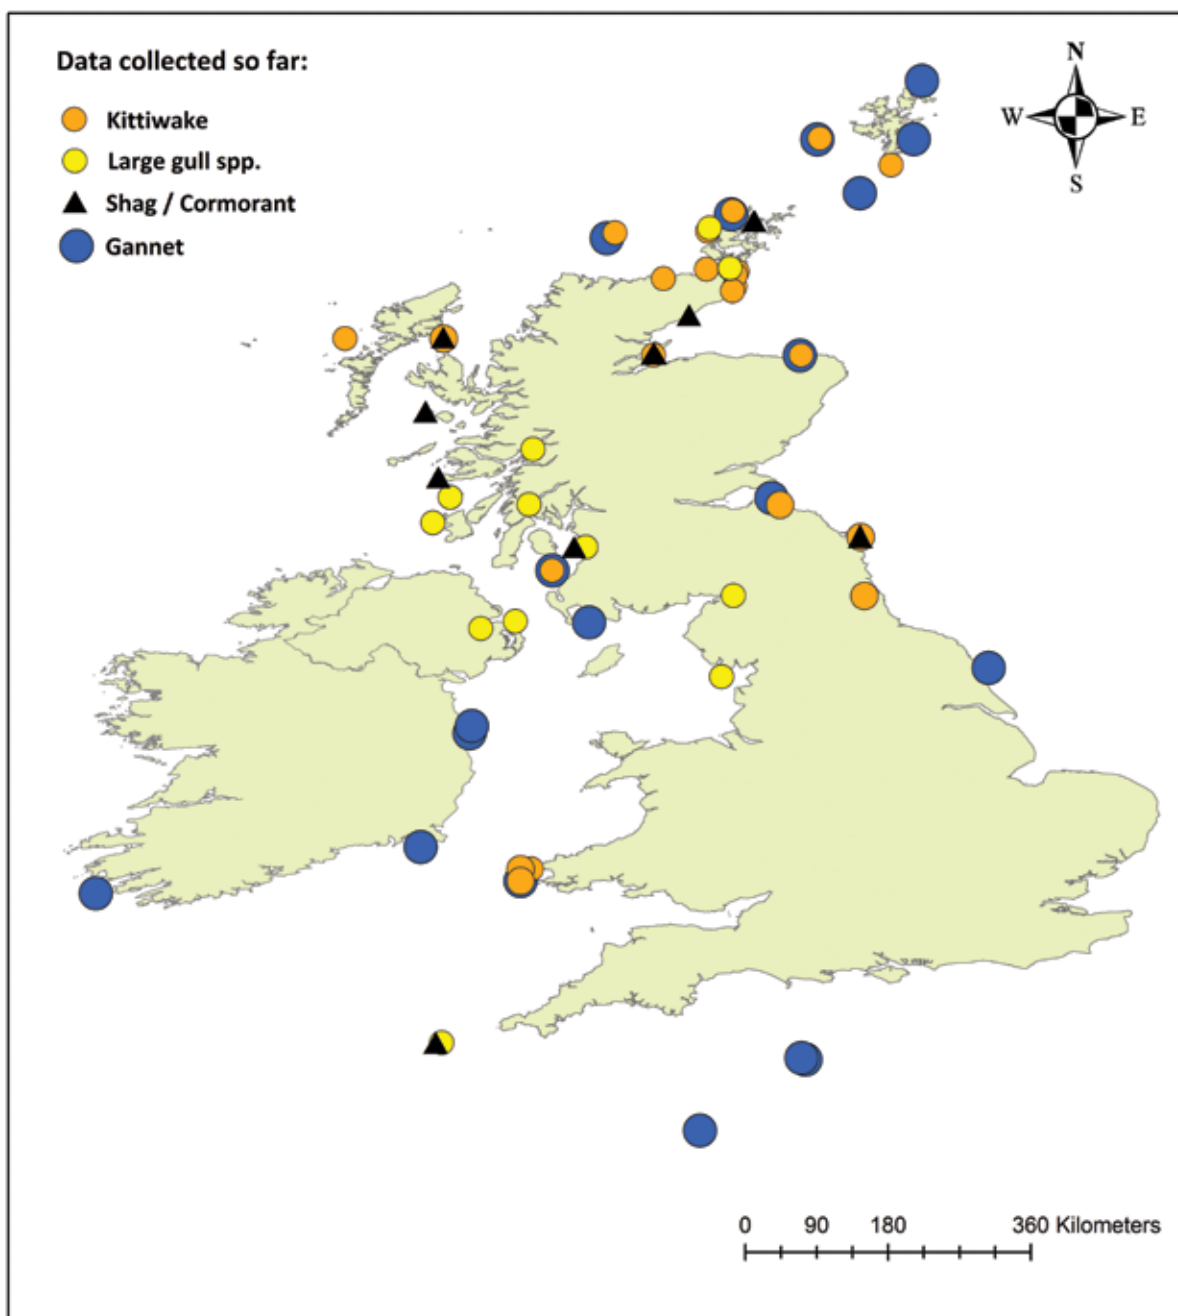 Data collected so far:
Kittiwake
Large gull spp.
Shag / Cormorant
Gannet
N
W E
S
0 90 180 360 Kilometers